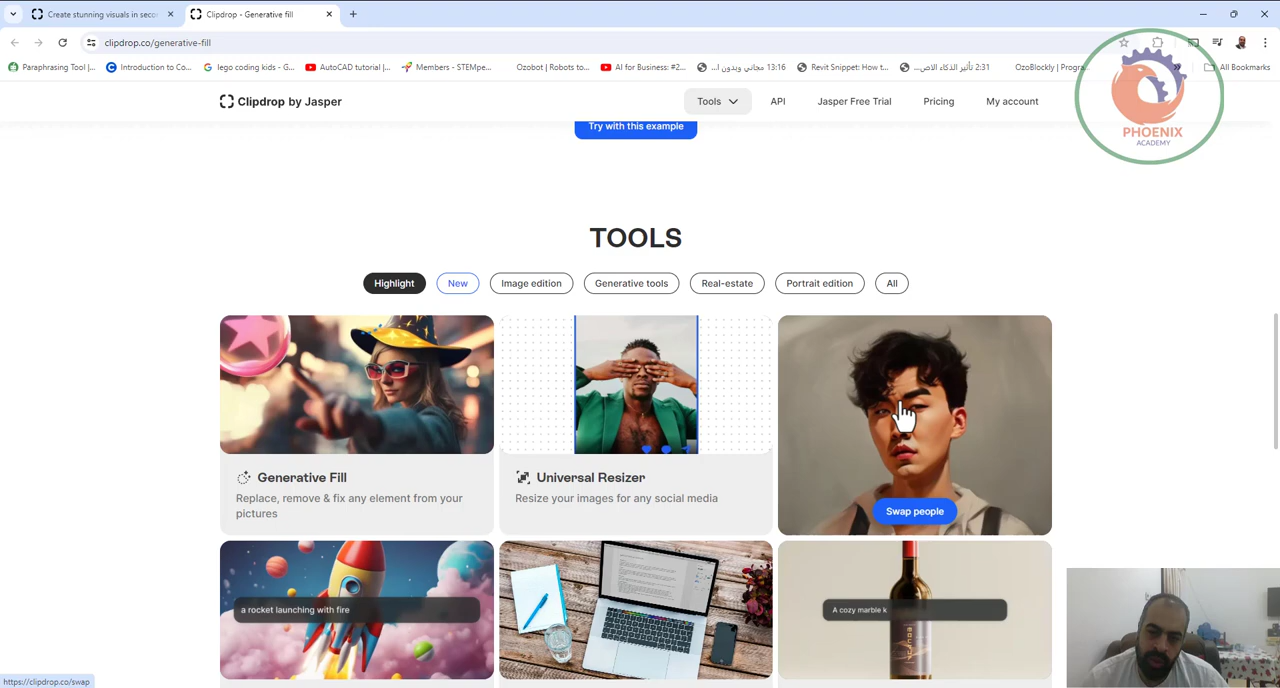 Create stunning visuals in seco
Clipdrop - Generative fill
clipdrop.co/generative-fill
Paraphrasing Tool |...
Introduction to Co...
lego coding kids - G...
AutoCAD tutorial |...
Members - STEMpe...
Ozobot | Robots to...
AI for Business: #2...
13:16 مجاني وبدون ا...
Revit Snippet: How t...
2:31 تأثير الذكاء الاص...
OzoBlockly | Progra...
All Bookmarks
Clipdrop by Jasper
Tools
API
Jasper Free Trial
Pricing
My account
PHOENIX
ACADEMY
Try with this example
TOOLS
Highlight
New
Image edition
Generative tools
Real-estate
Portrait edition
All
Generative Fill
Replace, remove & fix any element from your
pictures
Universal Resizer
Resize your images for any social media
Swap people
a rocket launching with fire
A cozy marble k
https://clipdrop.co/swap